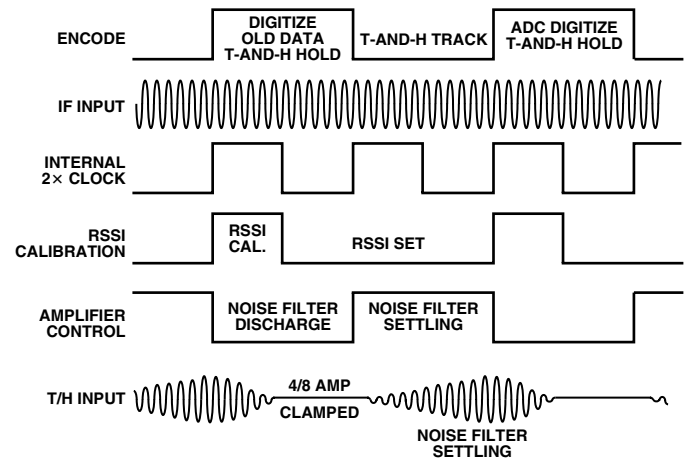 ENCODE
DIGITIZE
OLD DATA
T-AND-H HOLD
T-AND-H TRACK
ADC DIGITIZE
T-AND-H HOLD
IF INPUT
INTERNAL
2× CLOCK
RSSI
CALIBRATION
RSSI
CAL.
RSSI SET
AMPLIFIER
CONTROL
NOISE FILTER
DISCHARGE
NOISE FILTER
SETTLING
T/H INPUT
4/8 AMP
CLAMPED
NOISE FILTER
SETTLING